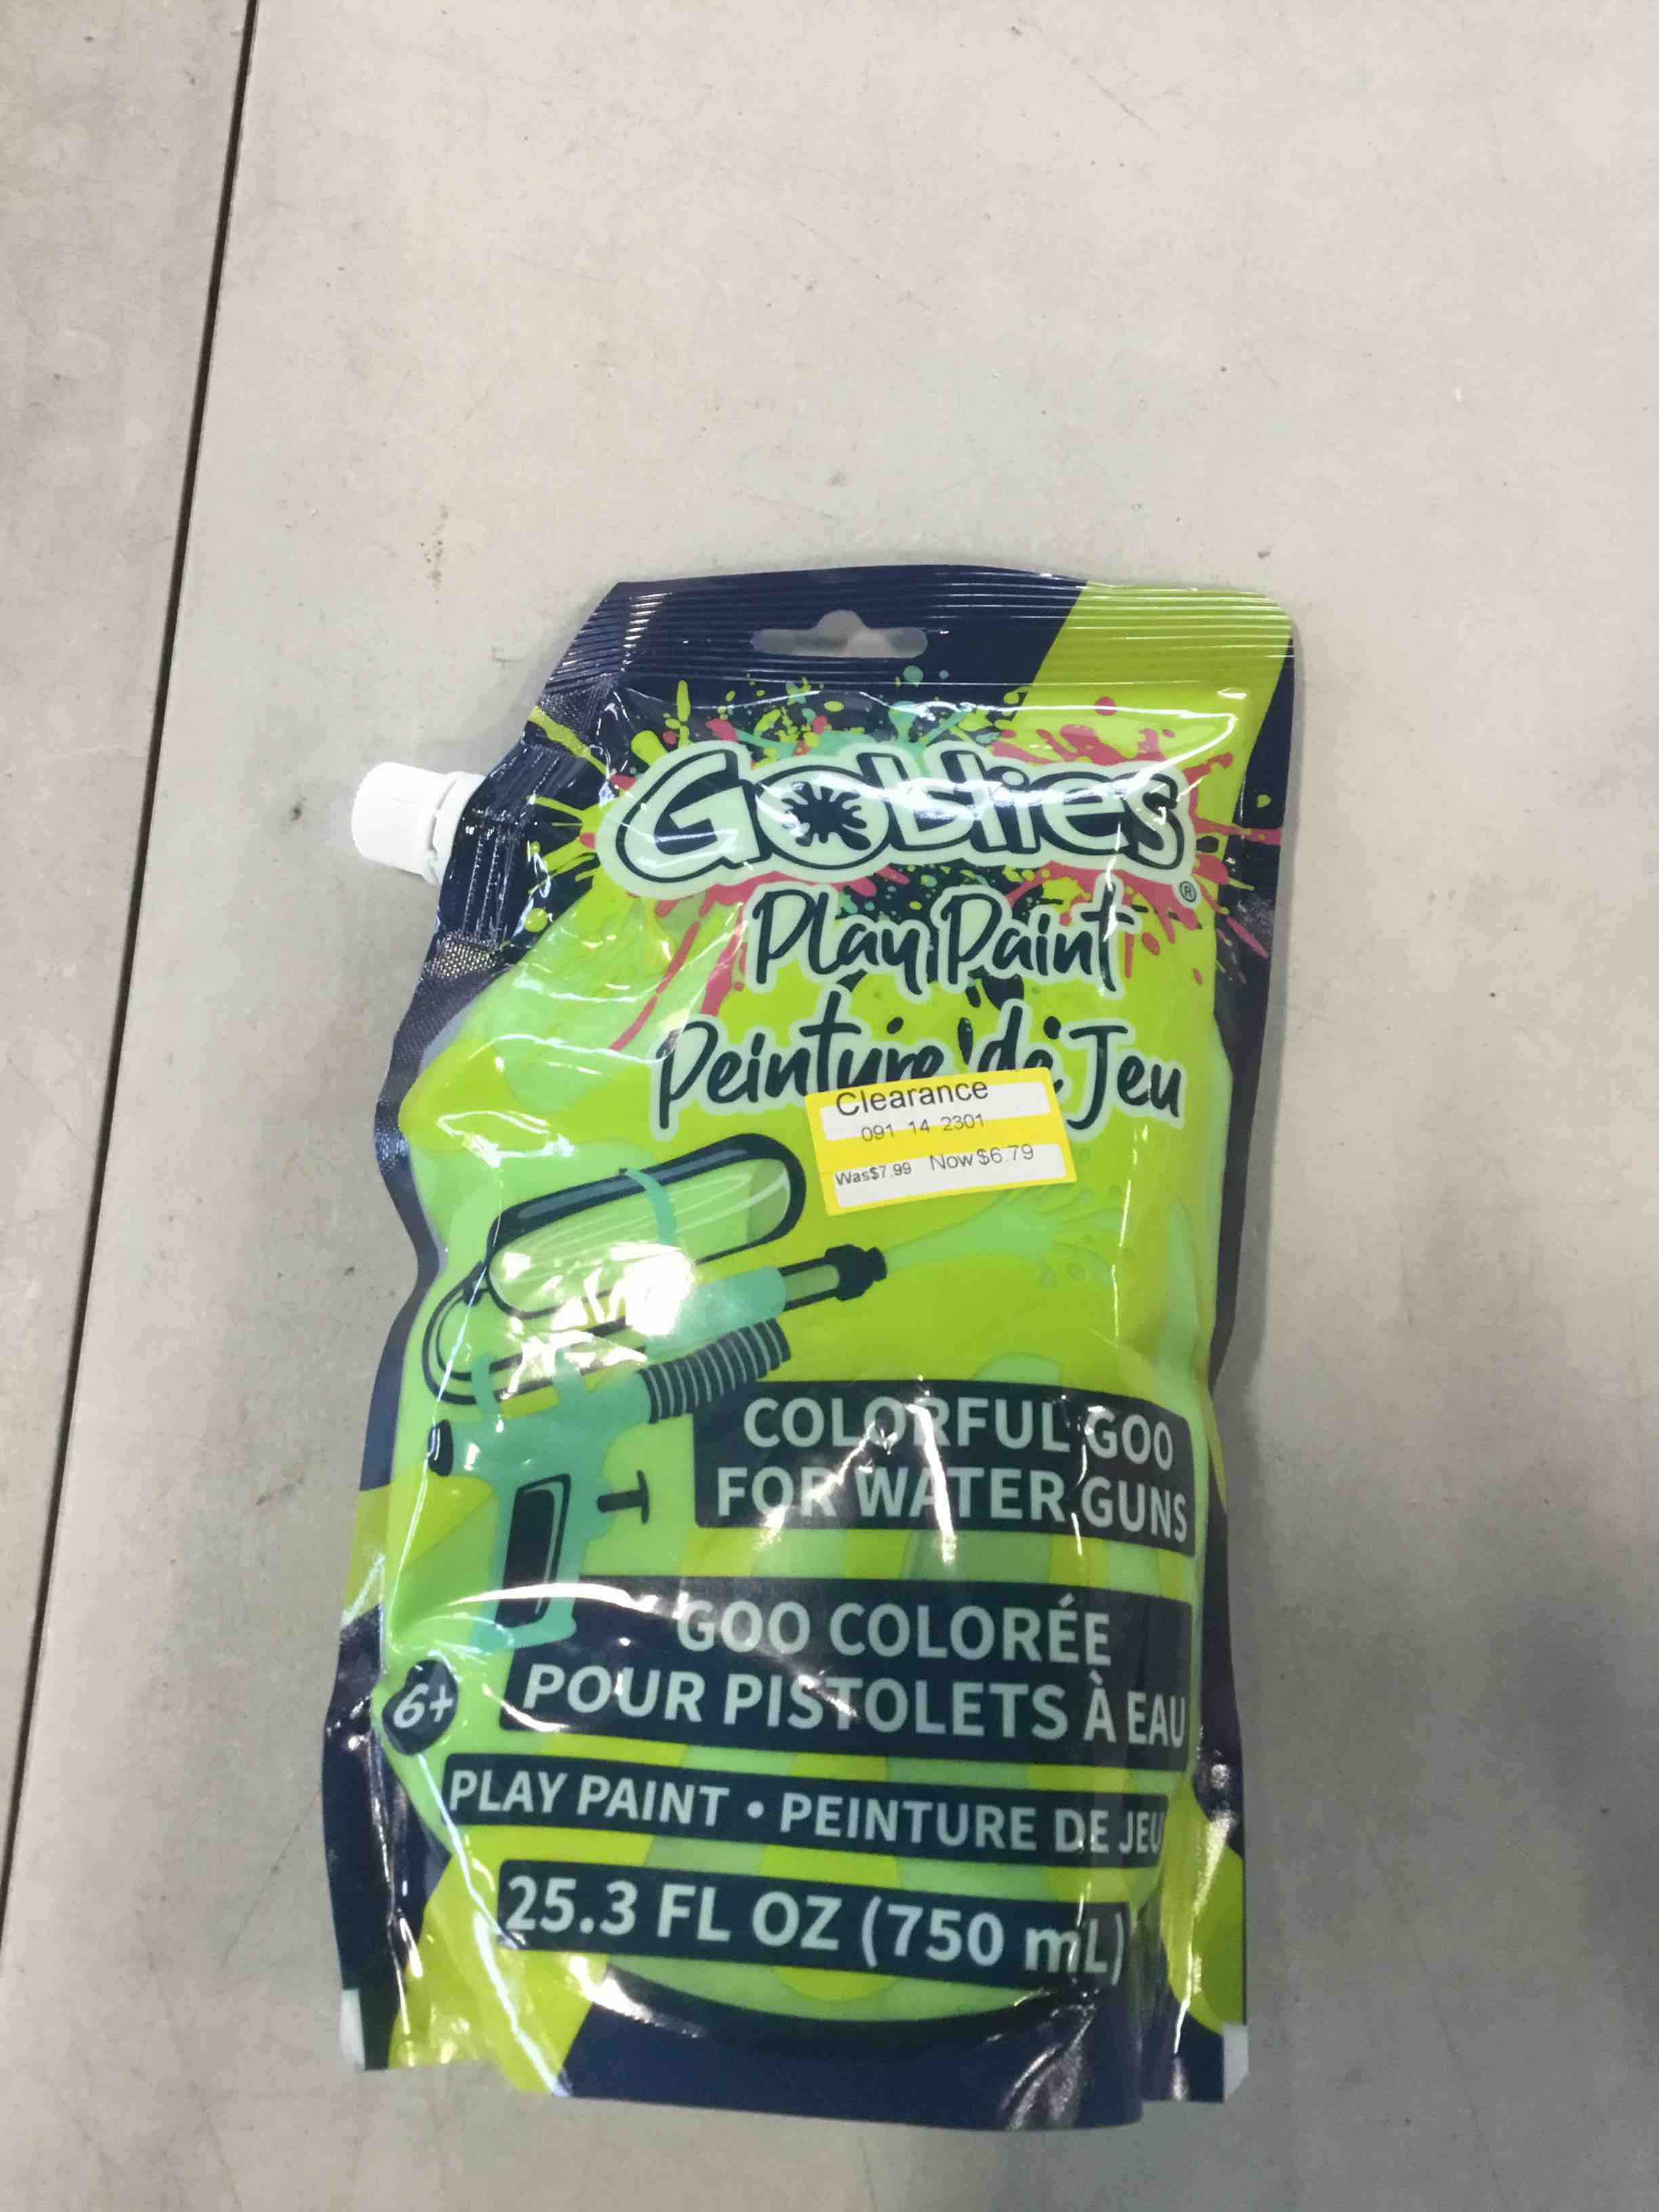 Goblies®
Play Paint
Peinture de Jeu
Clearance
091 14 2301
Was$7.99 Now $6.79
COLORFUL GOO
FOR WATER GUNS
GOO COLORÉE
POUR PISTOLETS À EAU
6+
PLAY PAINT • PEINTURE DE JEU
25.3 FL OZ (750 mL)